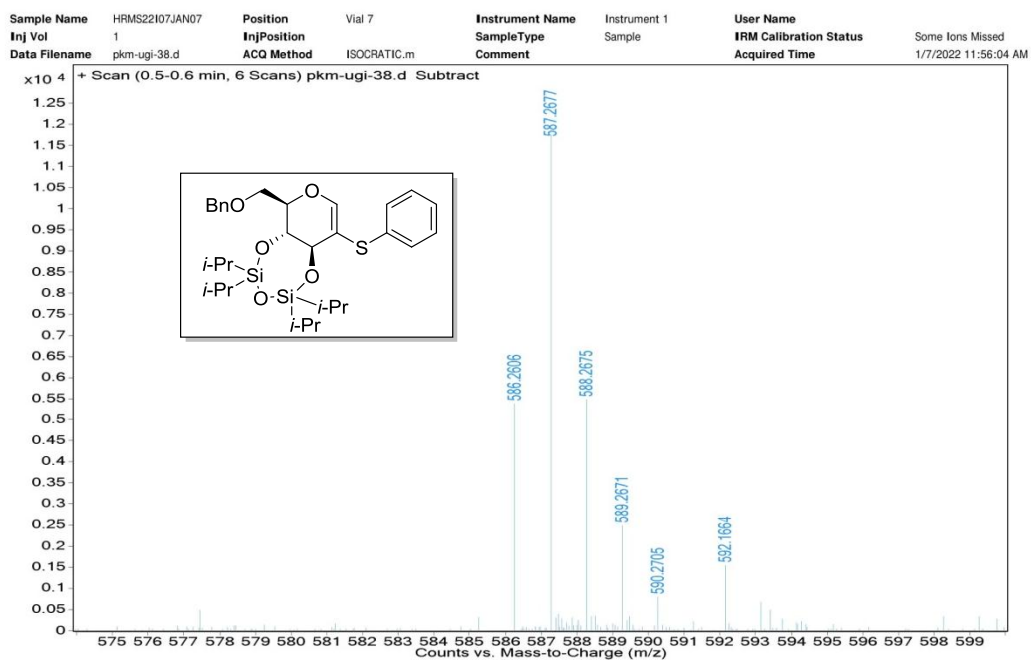 Sample Name HRMS22I07JAN07 Position Vial 7 Instrument Name Instrument 1 User Name
Inj Vol 1 InjPosition SampleType Sample IRM Calibration Status Some Ions Missed
Data Filename pkm-ugi-38.d ACQ Method ISOCRATIC.m Comment Acquired Time 1/7/2022 11:56:04 AM
x10 4 + Scan (0.5-0.6 min, 6 Scans) pkm-ugi-38.d Subtract
1.25
1.2
1.15
1.1
1.05
1
0.95
0.9
0.85
0.8
0.75
0.7
0.65
0.6
0.55
0.5
0.45
0.4
0.35
0.3
0.25
0.2
0.15
0.1
0.05
0
586.2606
587.2677
588.2675
589.2671
590.2705
592.1664
O
BnO
S
O
O
i-Pr
Si
i-Pr
O
Si
i-Pr
i-Pr
575 576 577 578 579 580 581 582 583 584 585 586 587 588 589 590 591 592 593 594 595 596 597 598 599
Counts vs. Mass-to-Charge (m/z)